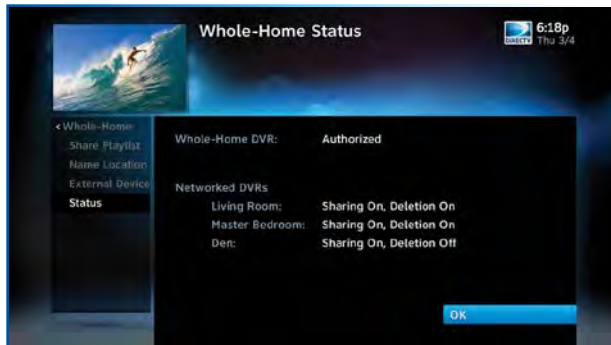 Whole-Home Status
DIRECTV
6:18p
Thu 3/4
<Whole-Home
Share Playlist
Name Location
External Device
Status
Whole-Home DVR: Authorized
Networked DVRs
Living Room: Sharing On, Deletion On
Master Bedroom: Sharing On, Deletion On
Den: Sharing On, Deletion Off
OK